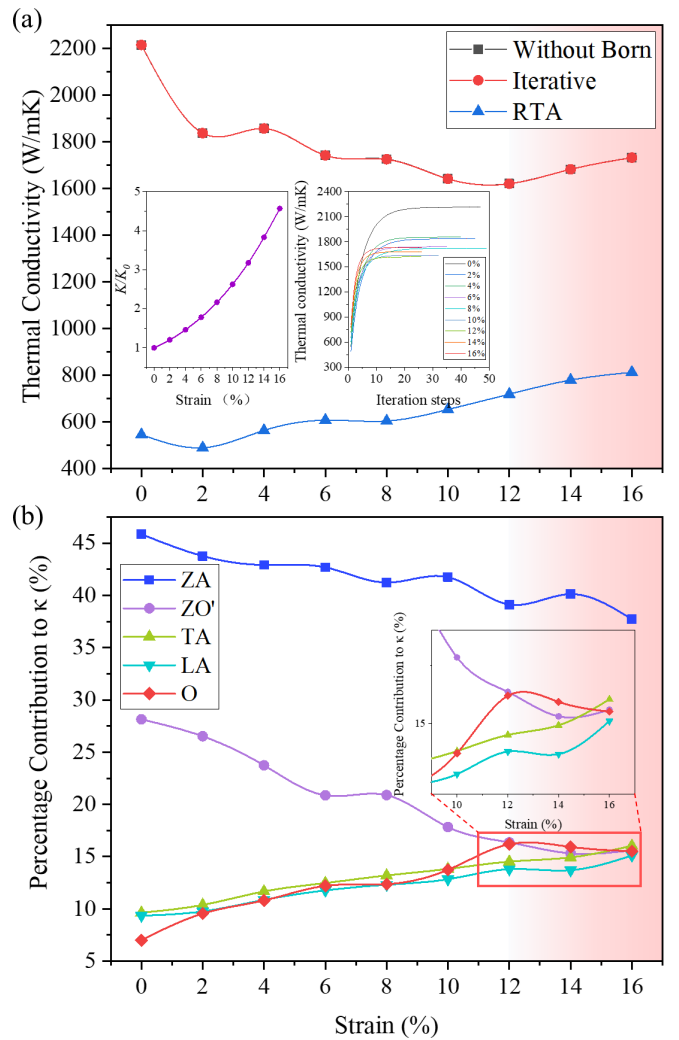 (a)
2200
2000
1800
1600
1400
1200
1000
800
600
400
Thermal Conductivity (W/mK)
Without Born
Iterative
RTA
5
4
3
2
1
K/K0
0 2 4 6 8 10 12 14 16
Strain (%)
2400
2100
1800
1500
1200
900
600
300
Thermal conductivity (W/mK)
0%
2%
4%
6%
8%
10%
12%
14%
16%
0 10 20 30 40 50
Iteration steps
0 2 4 6 8 10 12 14 16
(b)
45
40
35
30
25
20
15
10
5
Percentage Contribution to κ (%)
ZA
ZO'
TA
LA
O
Percentage Contribution to κ (%)
15
10 12 14 16
Strain (%)
0 2 4 6 8 10 12 14 16
Strain (%)